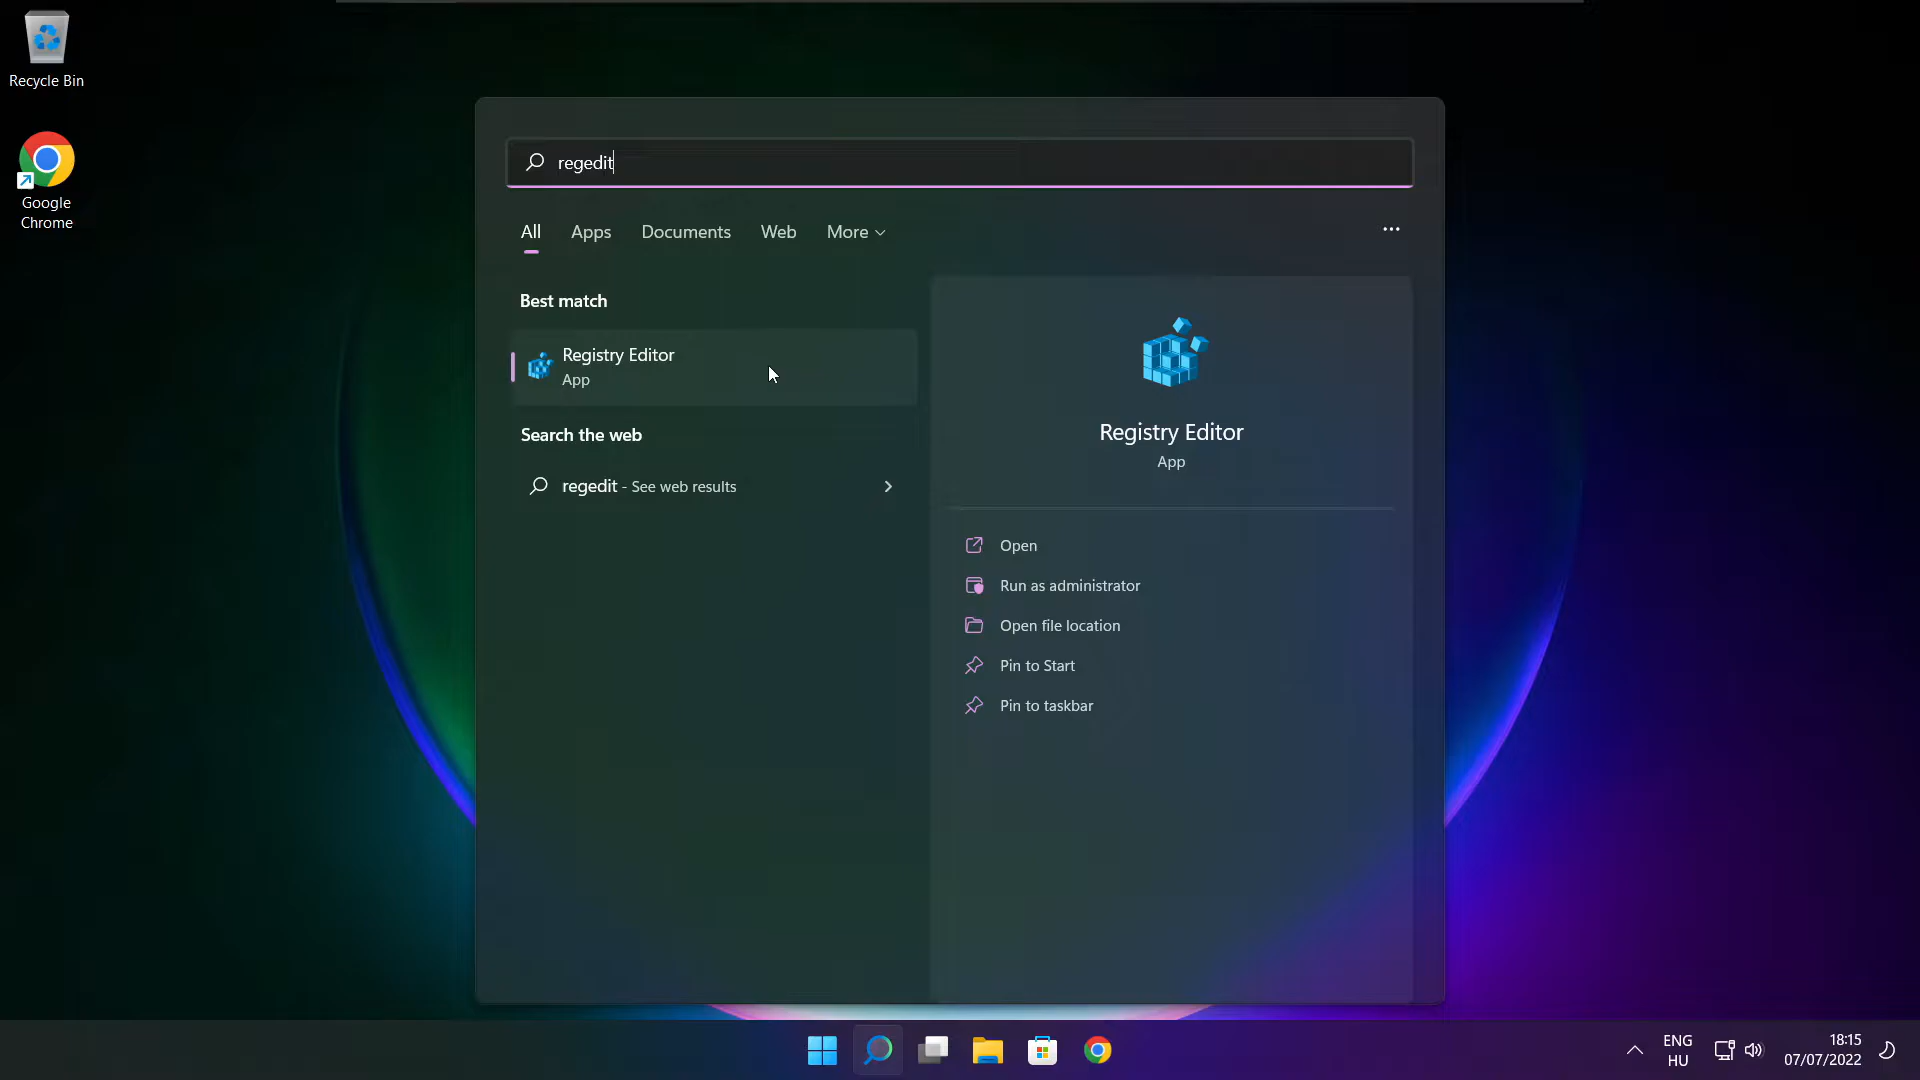 Recycle Bin
Google
Chrome
regedit
All Apps Documents Web More
Best match
Registry Editor
App
Search the web
regedit - See web results
Registry Editor
App
Open
Run as administrator
Open file location
Pin to Start
Pin to taskbar
ENG
HU
18:15
07/07/2022